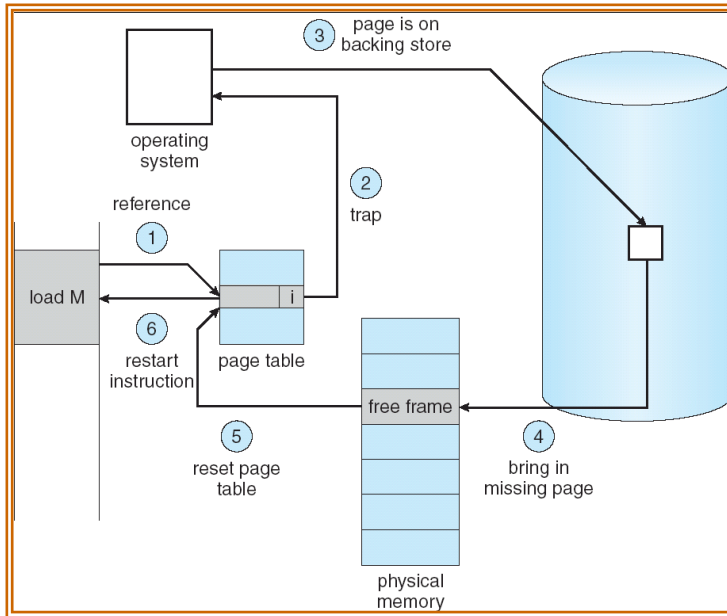 3
page is on
backing store
operating
system
2
trap
reference
1
load M
i
6
restart
instruction
page table
free frame
5
reset page
table
4
bring in
missing page
physical
memory